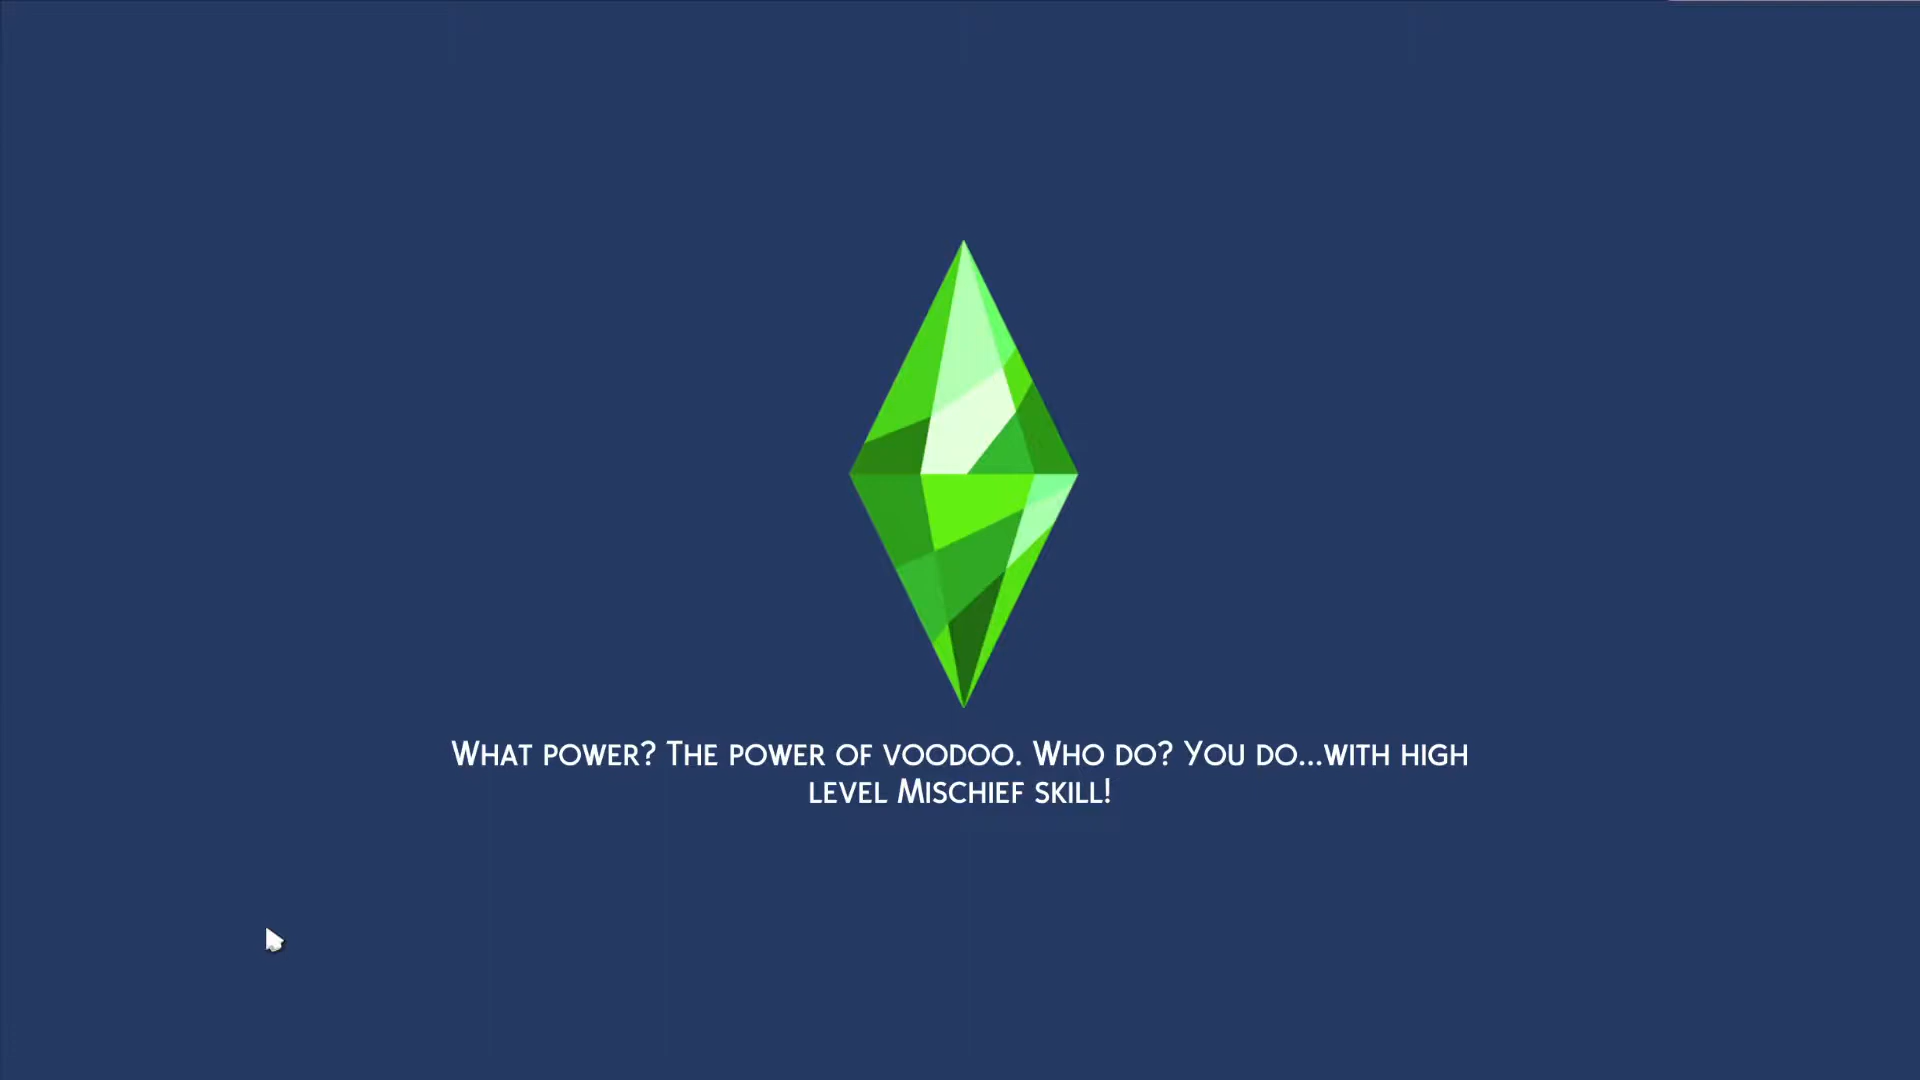 What power? The power of voodoo. Who do? You do...with high
level Mischief skill!